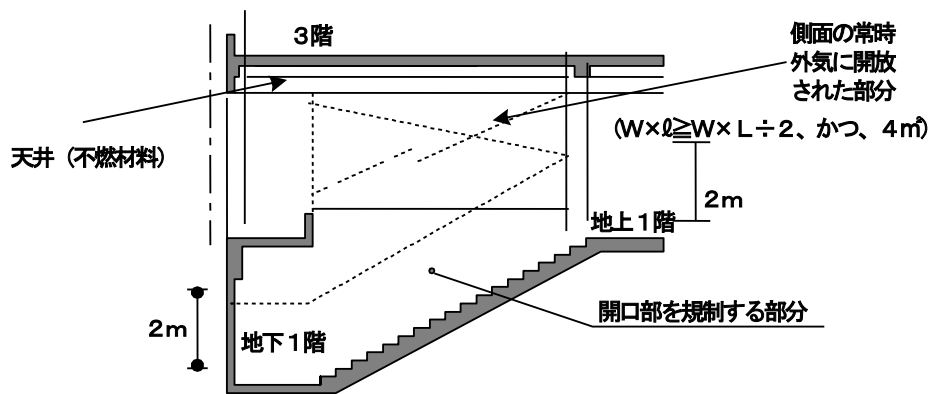 3階
側面の常時
外気に開放
された部分
(W×ℓ≧W×L÷2、かつ、4㎡)
天井（不燃材料）
2m
地上1階
開口部を規制する部分
2m
地下1階